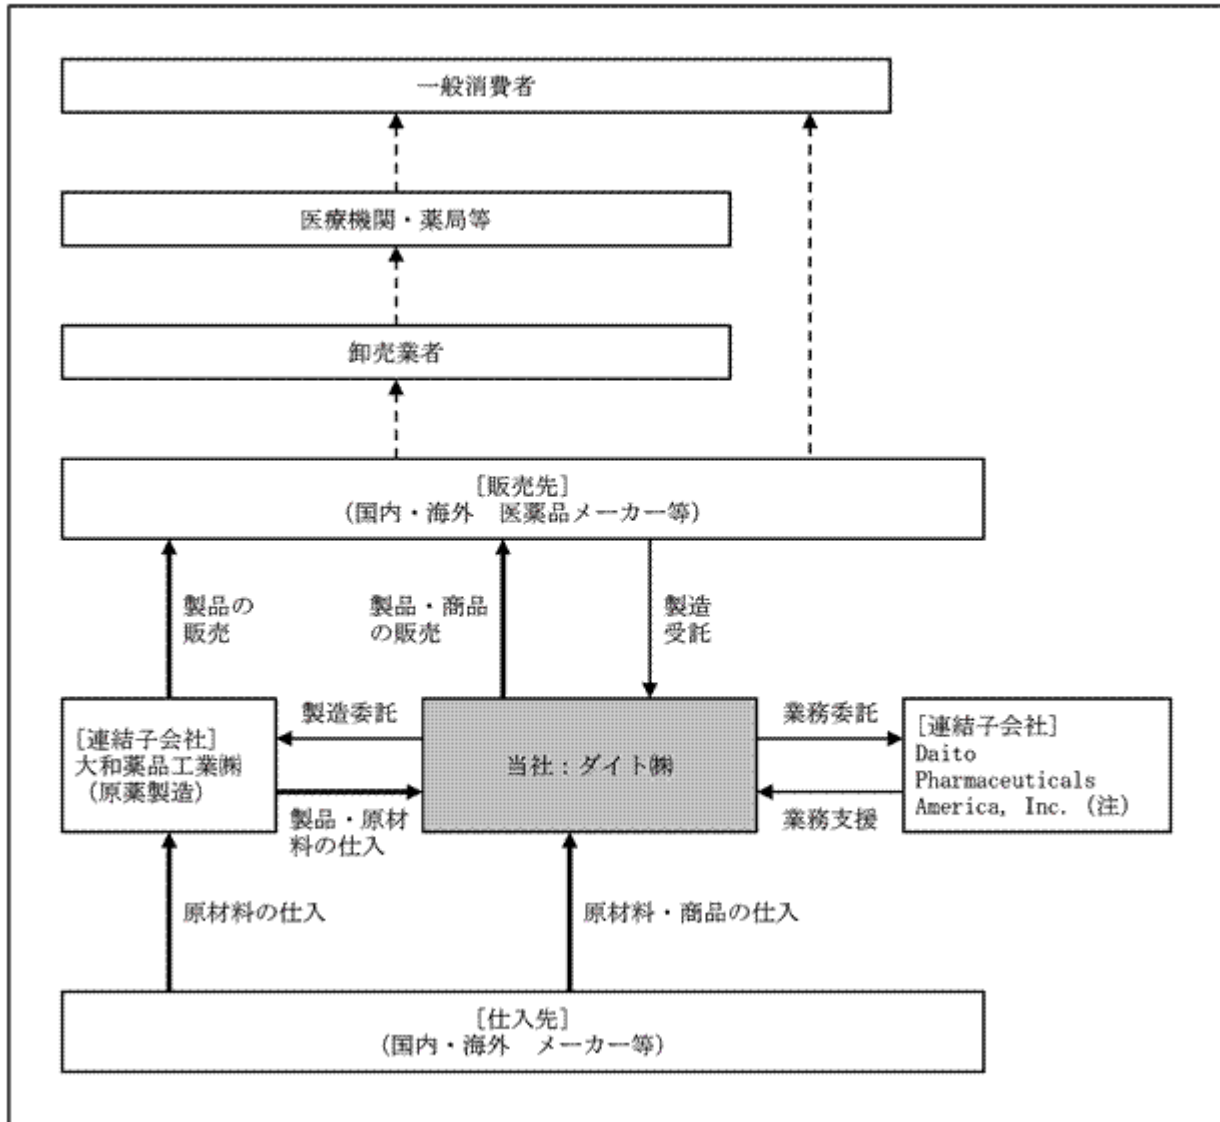 一般消費者
医療機関・薬局等
卸売業者
［販売先］
（国内・海外　医薬品メーカー等）
製品の
販売
製品・商品
の販売
製造
受託
［連結子会社］
大和薬品工業㈱
（原薬製造）
製造委託
製品・原材
料の仕入
当社：ダイト㈱
業務委託
業務支援
［連結子会社］
Daito
Pharmaceuticals
America, Inc.（注）
原材料の仕入
原材料・商品の仕入
［仕入先］
（国内・海外　メーカー等）